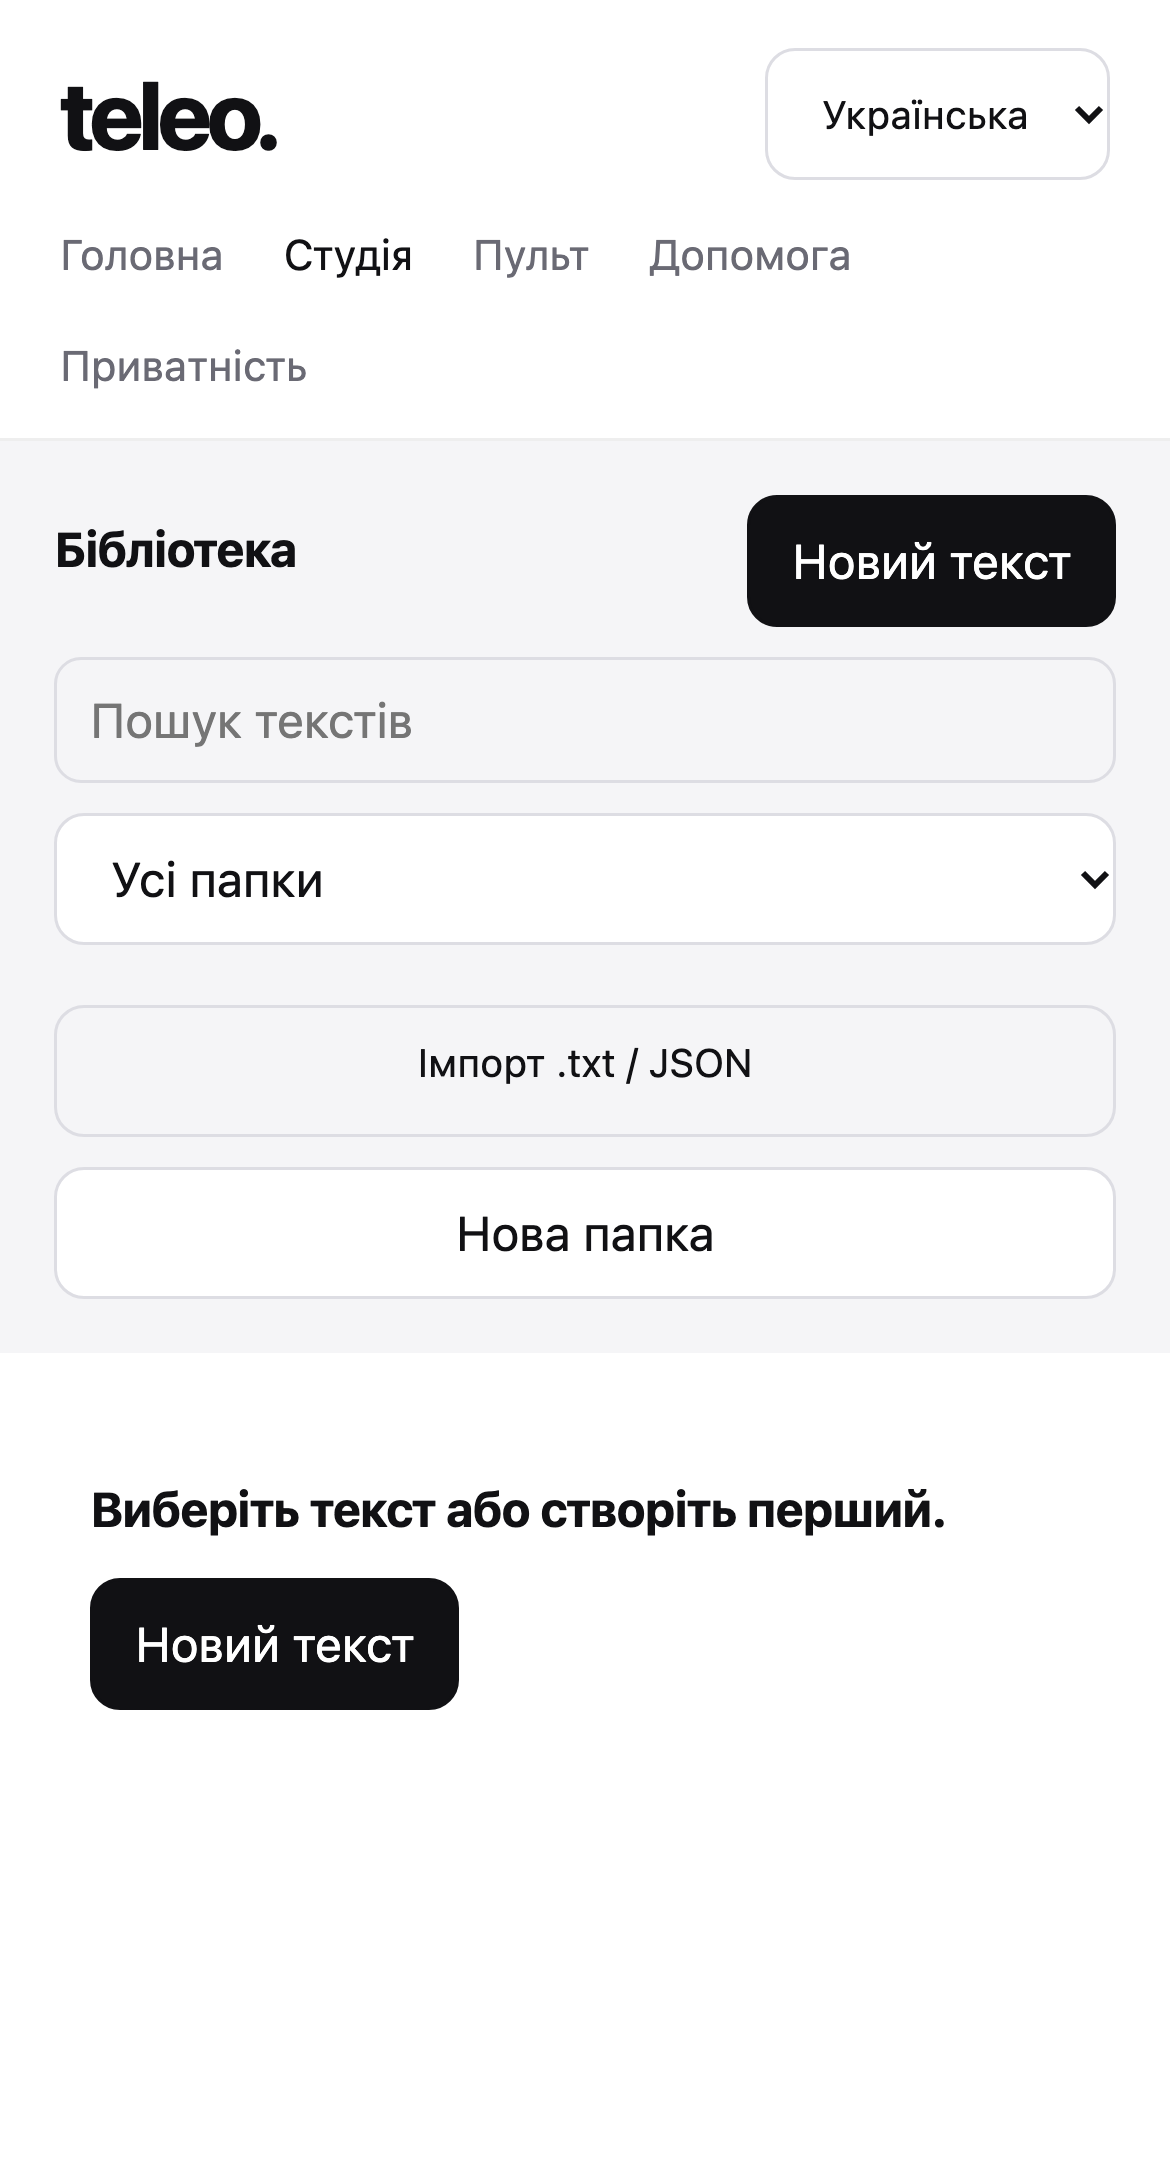 teleo.
Українська
Головна Студія Пульт Допомога
Приватність
Бібліотека
Новий текст
Пошук текстів
Усі папки
Імпорт .txt / JSON
Нова папка
Виберіть текст або створіть перший.
Новий текст